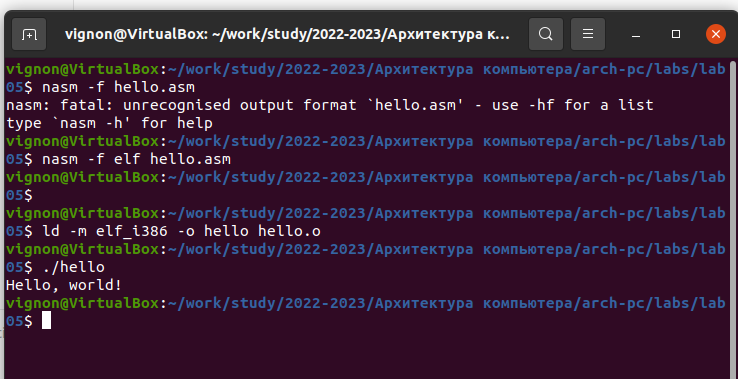 vignon@VirtualBox: ~/work/study/2022-2023/Архитектура к...
vignon@VirtualBox:~/work/study/2022-2023/Архитектура компьютера/arch-pc/labs/lab
05$ nasm -f hello.asm
nasm: fatal: unrecognised output format `hello.asm' - use -hf for a list
type `nasm -h' for help
vignon@VirtualBox:~/work/study/2022-2023/Архитектура компьютера/arch-pc/labs/lab
05$ nasm -f elf hello.asm
vignon@VirtualBox:~/work/study/2022-2023/Архитектура компьютера/arch-pc/labs/lab
05$
vignon@VirtualBox:~/work/study/2022-2023/Архитектура компьютера/arch-pc/labs/lab
05$ ld -m elf_i386 -o hello hello.o
vignon@VirtualBox:~/work/study/2022-2023/Архитектура компьютера/arch-pc/labs/lab
05$ ./hello
Hello, world!
vignon@VirtualBox:~/work/study/2022-2023/Архитектура компьютера/arch-pc/labs/lab
05$